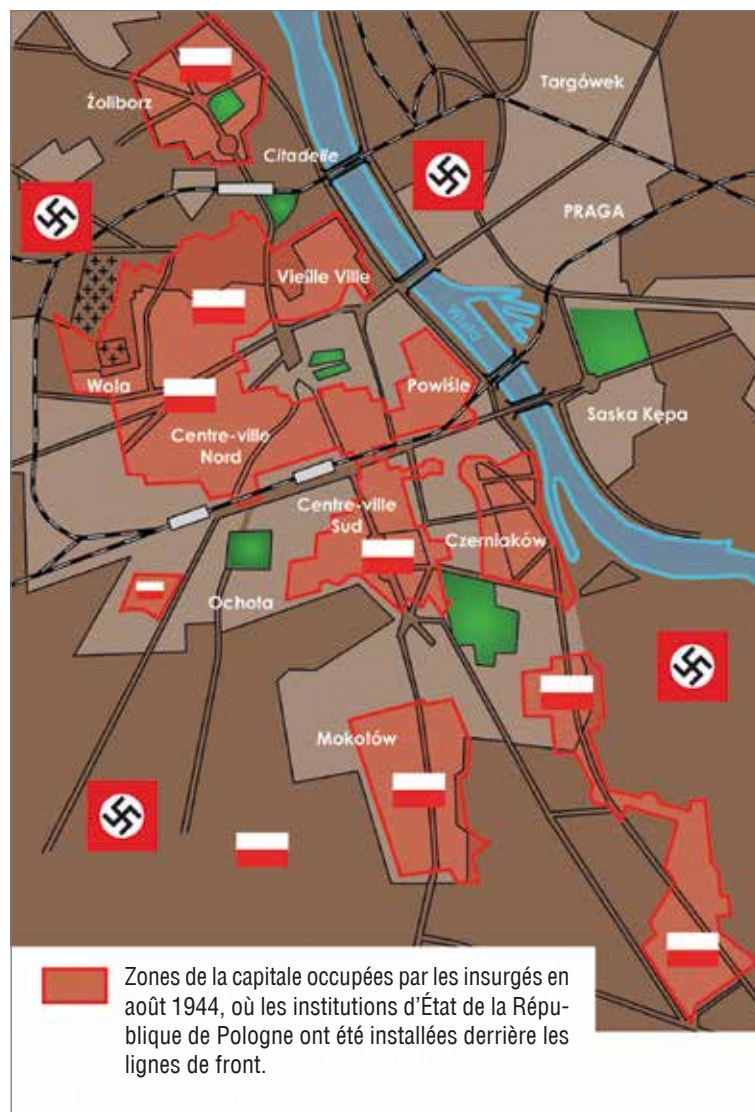 Targówek
Żoliborz
Citadelle
PRAGA
Vieille Ville
Wisła
Wola
Powiśle
Saska Kępa
Centre-ville
Nord
Centre-ville
Sud
Czerniaków
Ochota
Mokotów
Zones de la capitale occupées par les insurgés en
août 1944, où les institutions d’État de la Répu-
blique de Pologne ont été installées derrière les
lignes de front.